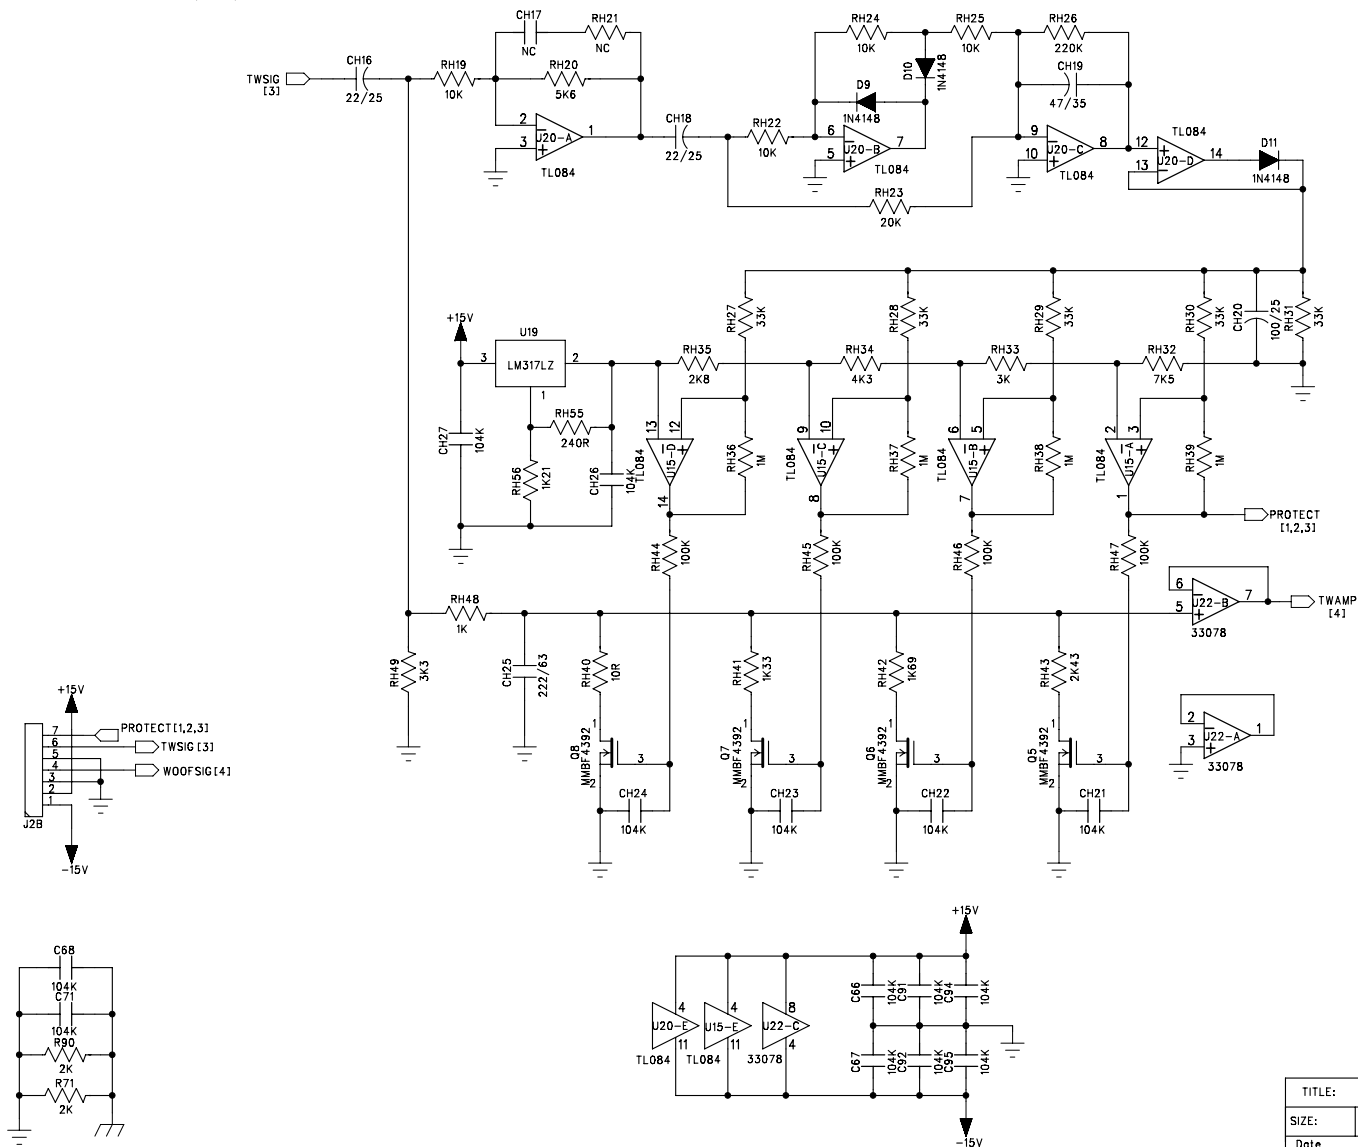 CH17
NC
RH21
NC
TWSIG
[3]
CH16
22/25
RH19
10K
RH20
5K6
2
3
U20-A
1
TL084
CH18
22/25
RH22
10K
RH24
10K
D9
1N4148
D10
1N4148
6
5
U20-B
7
TL084
RH23
20K
RH25
10K
RH26
220K
CH19
47/35
9
10
U20-C
8
TL084
TL084
12
13
U20-D
14
D11
1N4148
RH27
33K
RH28
33K
RH29
33K
RH30
33K
CH20
100/25
RH31
33K
+15V
U19
3
LM317LZ
2
1
RH35
2K8
RH34
4K3
RH33
3K
RH32
7K5
CH27
104K
RH55
240R
RH56
1K21
CH26
104K
13
12
TL084
U15-D
14
RH36
1M
9
10
TL084
U15-C
8
RH37
1M
6
5
TL084
U15-B
7
RH38
1M
2
3
TL084
U15-A
1
RH39
1M
PROTECT
[1,2,3]
RH44
100K
RH45
100K
RH46
100K
RH47
100K
6
5
U22-B
7
33078
TWAMP
[4]
RH48
1K
RH49
3K3
CH25
222/63
RH40
10R
RH41
1K33
RH42
1K69
RH43
2K43
Q8
MMBF4392
1
2
3
CH24
104K
Q7
MMBF4392
1
2
3
CH23
104K
Q6
MMBF4392
1
2
3
CH22
104K
Q5
MMBF4392
1
2
3
CH21
104K
2
3
U22-A
1
33078
+15V
7
6
5
4
3
2
1
J2B
PROTECT[1,2,3]
TWSIG[3]
WOOFSIG[4]
-15V
C68
104K
C71
104K
R90
2K
R71
2K
+15V
4
U20-E
11
TL084
4
U15-E
11
TL084
8
U22-C
4
33078
C66
104K
C91
104K
C94
104K
C67
104K
C92
104K
C95
104K
-15V
TITLE:
SIZE:
Date